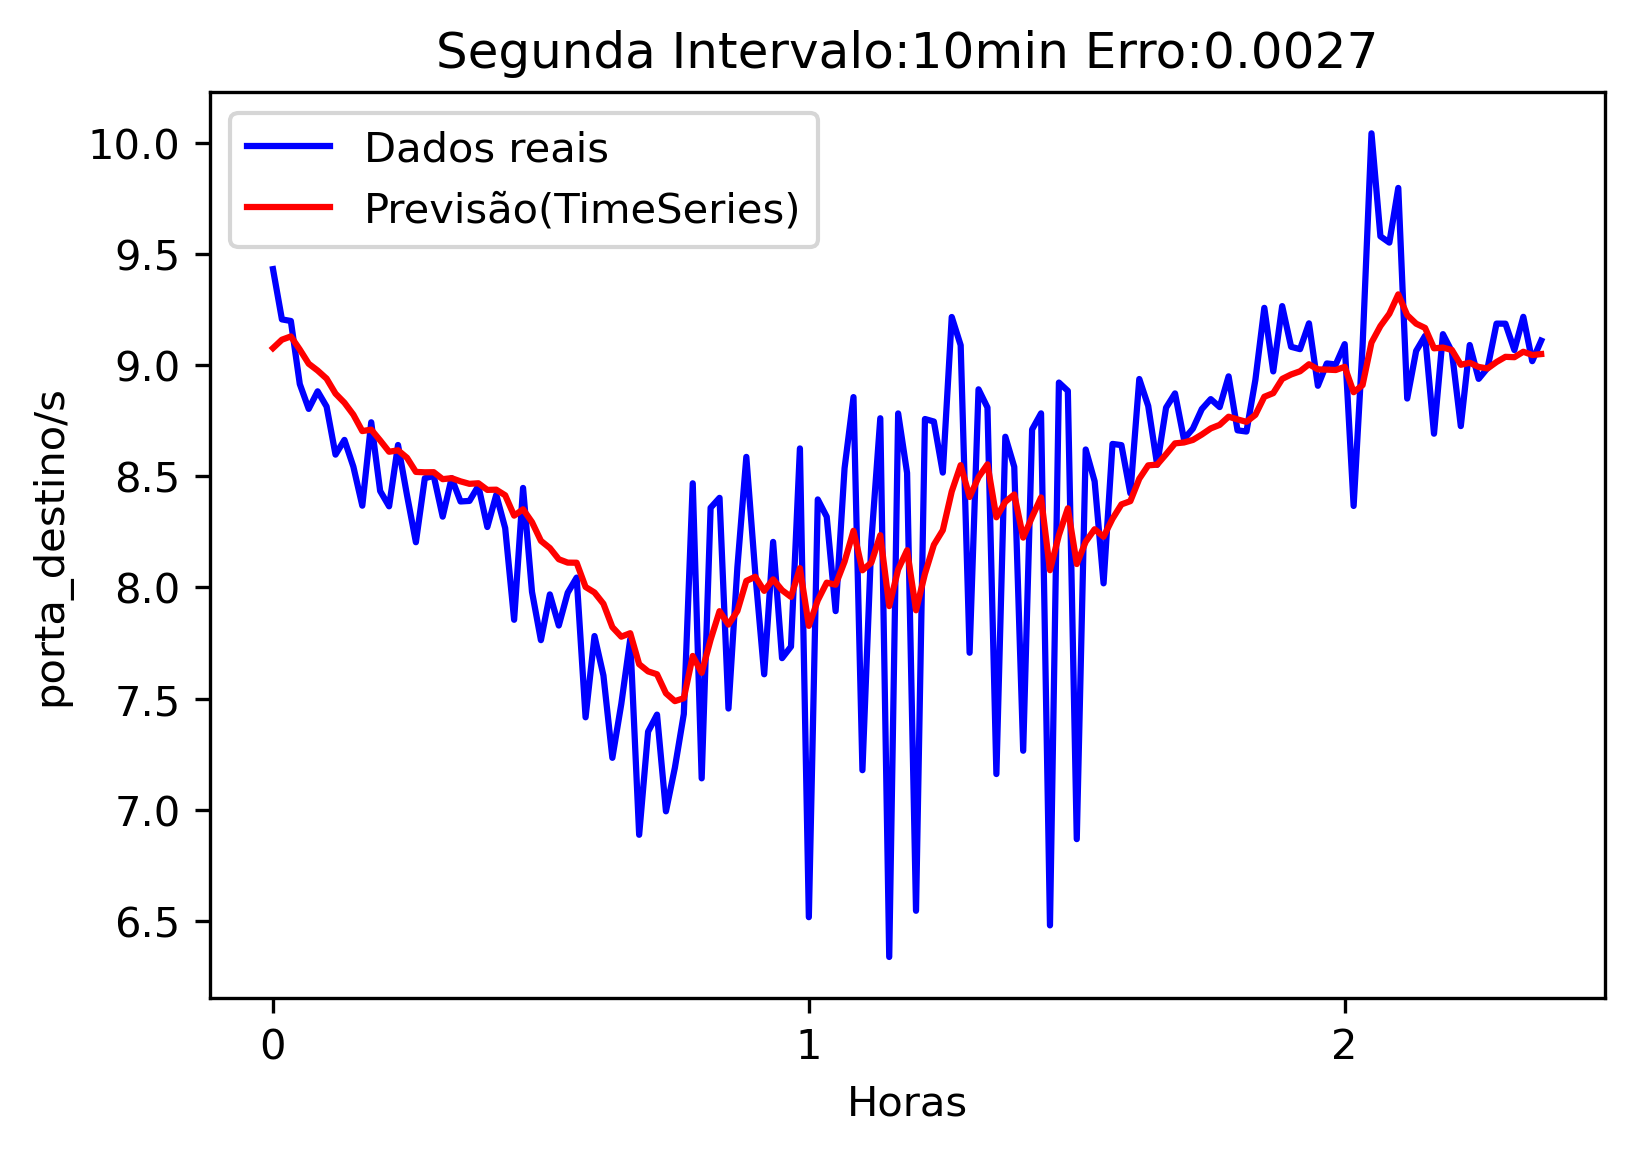 Segunda Intervalo:10min Erro:0.0027
Dados reais
Previsão(TimeSeries)
10.0
9.5
9.0
8.5
8.0
7.5
7.0
6.5
porta_destino/s
0 1 2
Horas